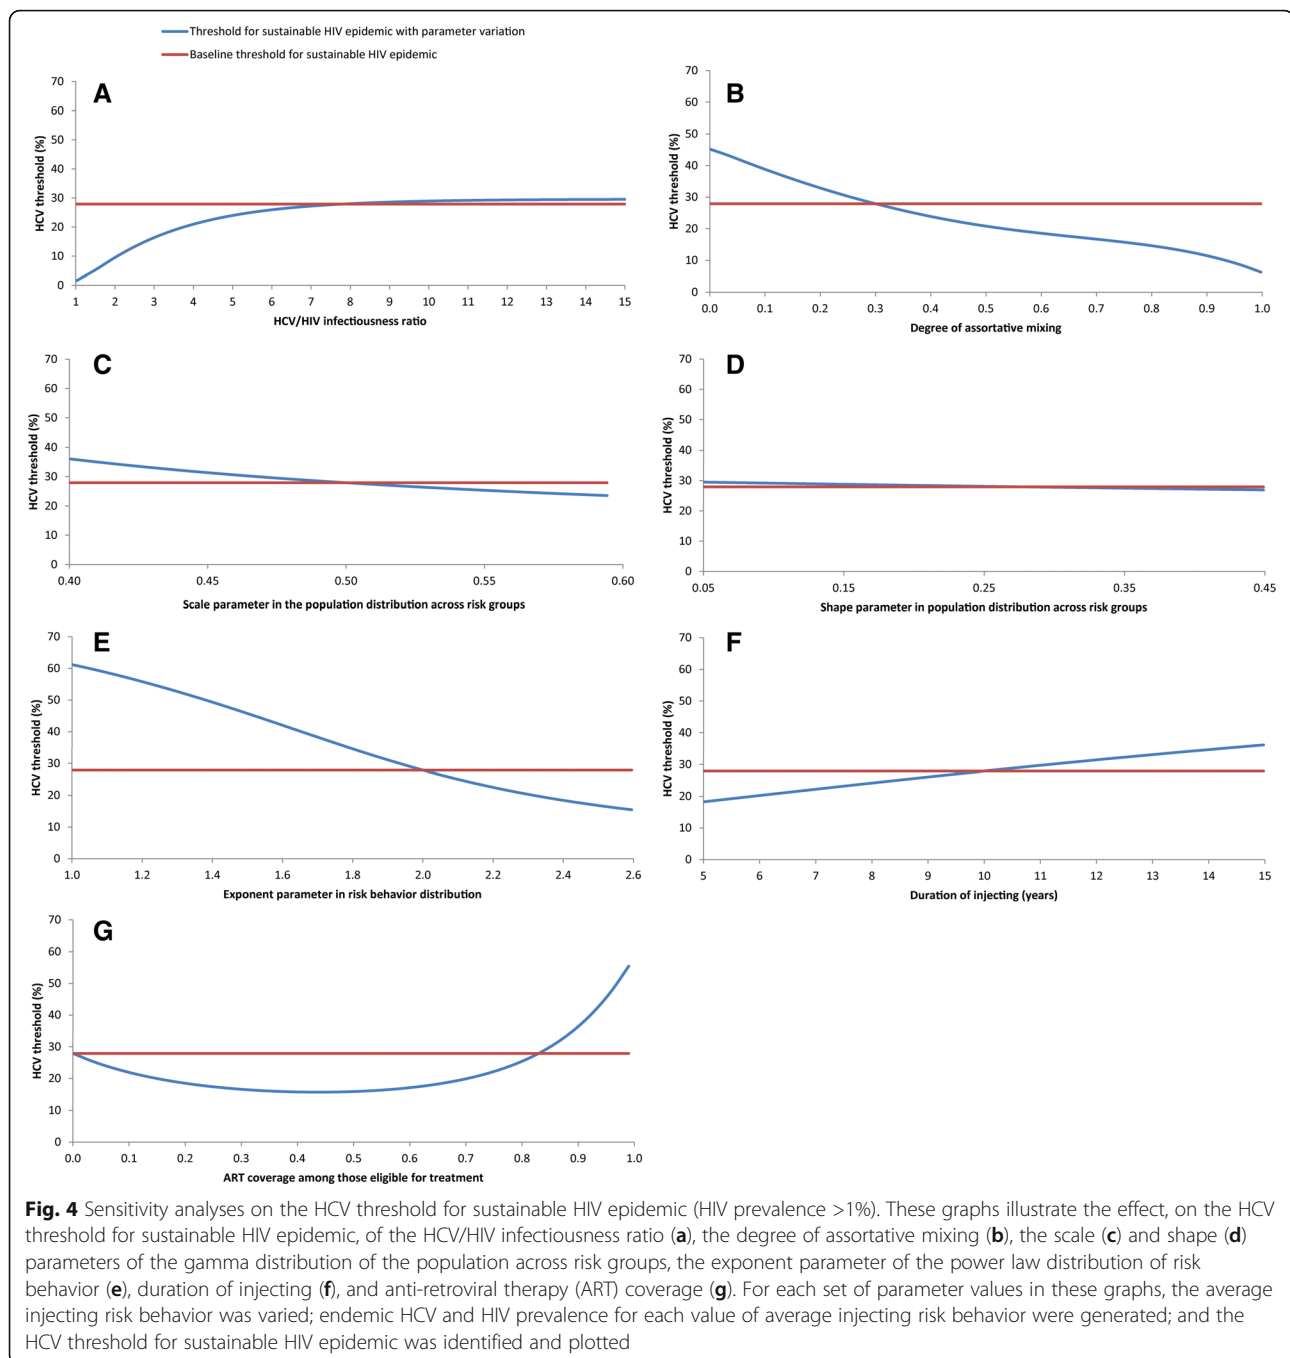 Threshold for sustainable HIV epidemic with parameter variation
Baseline threshold for sustainable HIV epidemic
A
HCV threshold (%)
70
60
50
40
30
20
10
0
1 2 3 4 5 6 7 8 9 10 11 12 13 14 15
HCV/HIV infectiousness ratio
B
HCV threshold (%)
70
60
50
40
30
20
10
0
0.0 0.1 0.2 0.3 0.4 0.5 0.6 0.7 0.8 0.9 1.0
Degree of assortative mixing
C
HCV threshold (%)
70
60
50
40
30
20
10
0
0.40 0.45 0.50 0.55 0.60
Scale parameter in the population distribution across risk groups
D
HCV threshold (%)
70
60
50
40
30
20
10
0
0.05 0.15 0.25 0.35 0.45
Shape parameter in population distribution across risk groups
E
HCV threshold (%)
70
60
50
40
30
20
10
0
1.0 1.2 1.4 1.6 1.8 2.0 2.2 2.4 2.6
Exponent parameter in risk behavior distribution
F
HCV threshold (%)
70
60
50
40
30
20
10
0
5 6 7 8 9 10 11 12 13 14 15
Duration of injecting (years)
G
HCV threshold (%)
70
60
50
40
30
20
10
0
0.0 0.1 0.2 0.3 0.4 0.5 0.6 0.7 0.8 0.9 1.0
ART coverage among those eligible for treatment
Fig. 4 Sensitivity analyses on the HCV threshold for sustainable HIV epidemic (HIV prevalence >1%). These graphs illustrate the effect, on the HCV
threshold for sustainable HIV epidemic, of the HCV/HIV infectiousness ratio (a), the degree of assortative mixing (b), the scale (c) and shape (d)
parameters of the gamma distribution of the population across risk groups, the exponent parameter of the power law distribution of risk
behavior (e), duration of injecting (f), and anti-retroviral therapy (ART) coverage (g). For each set of parameter values in these graphs, the average
injecting risk behavior was varied; endemic HCV and HIV prevalence for each value of average injecting risk behavior were generated; and the
HCV threshold for sustainable HIV epidemic was identified and plotted